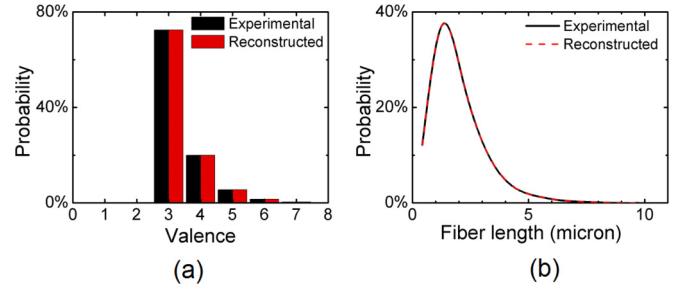 80%
40%
0%
Probability
Experimental
Reconstructed
0 1 2 3 4 5 6 7 8
Valence
(a)
40%
20%
0%
Probability
Experimental
Reconstructed
0 5 10
Fiber length (micron)
(b)